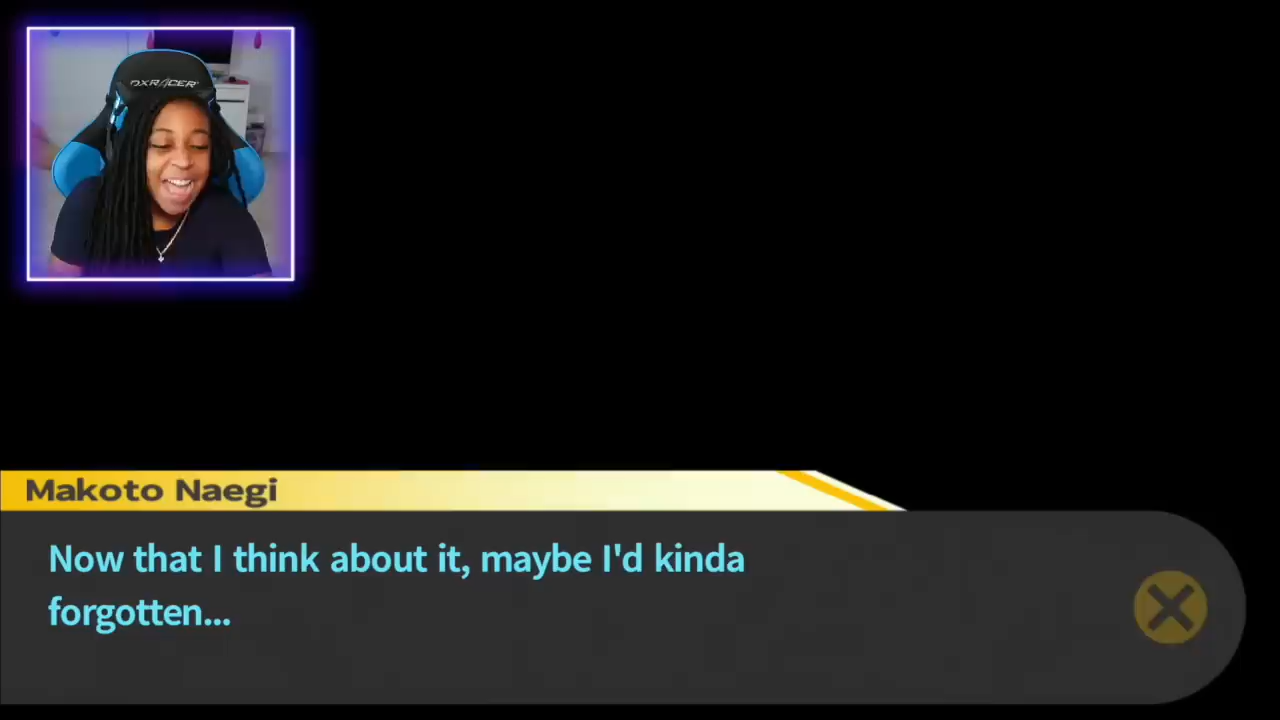 DXRACER
Makoto Naegi
Now that I think about it, maybe I'd kinda
forgotten...